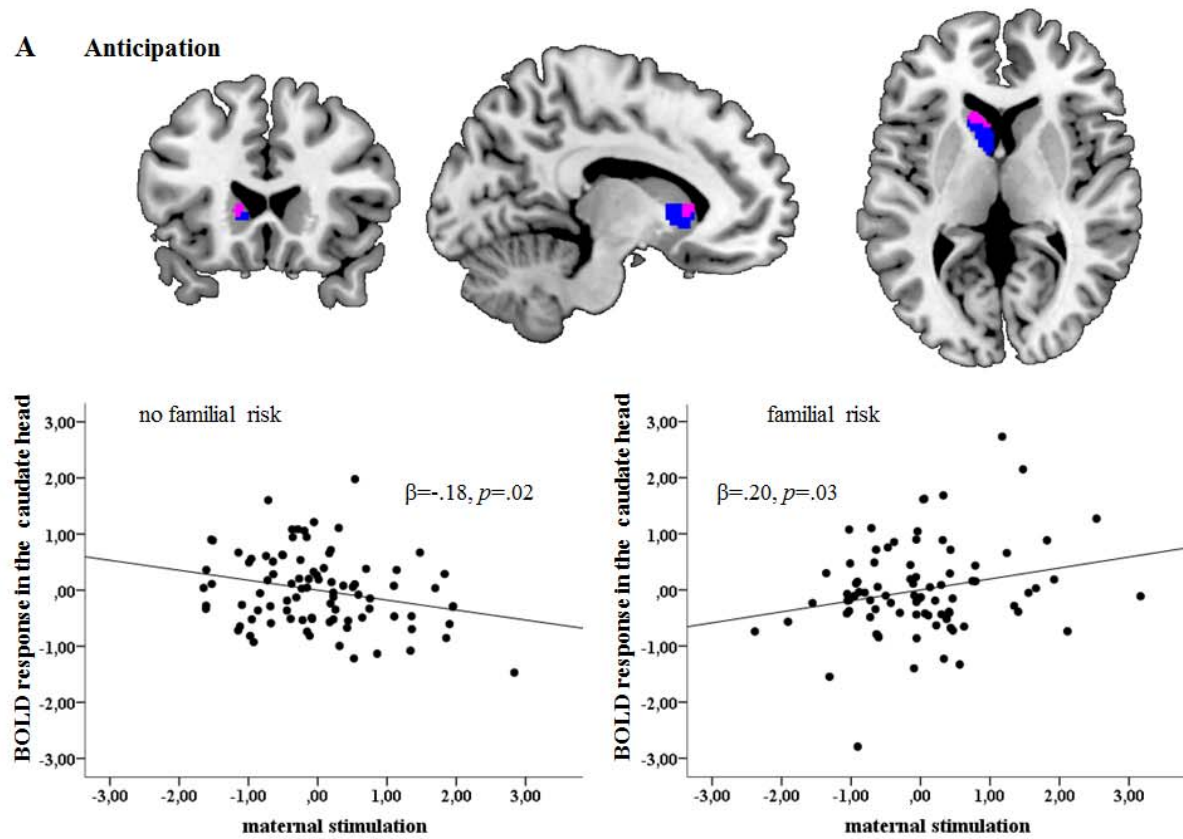 A Anticipation
no familial risk
β=-.18, p=.02
BOLD response in the caudate head
3,00
2,00
1,00
,00
-1,00
-2,00
-3,00
-3,00 -2,00 -1,00 ,00 1,00 2,00 3,00
maternal stimulation
familial risk
β=.20, p=.03
BOLD response in the caudate head
3,00
2,00
1,00
,00
-1,00
-2,00
-3,00
-3,00 -2,00 -1,00 ,00 1,00 2,00 3,00
maternal stimulation